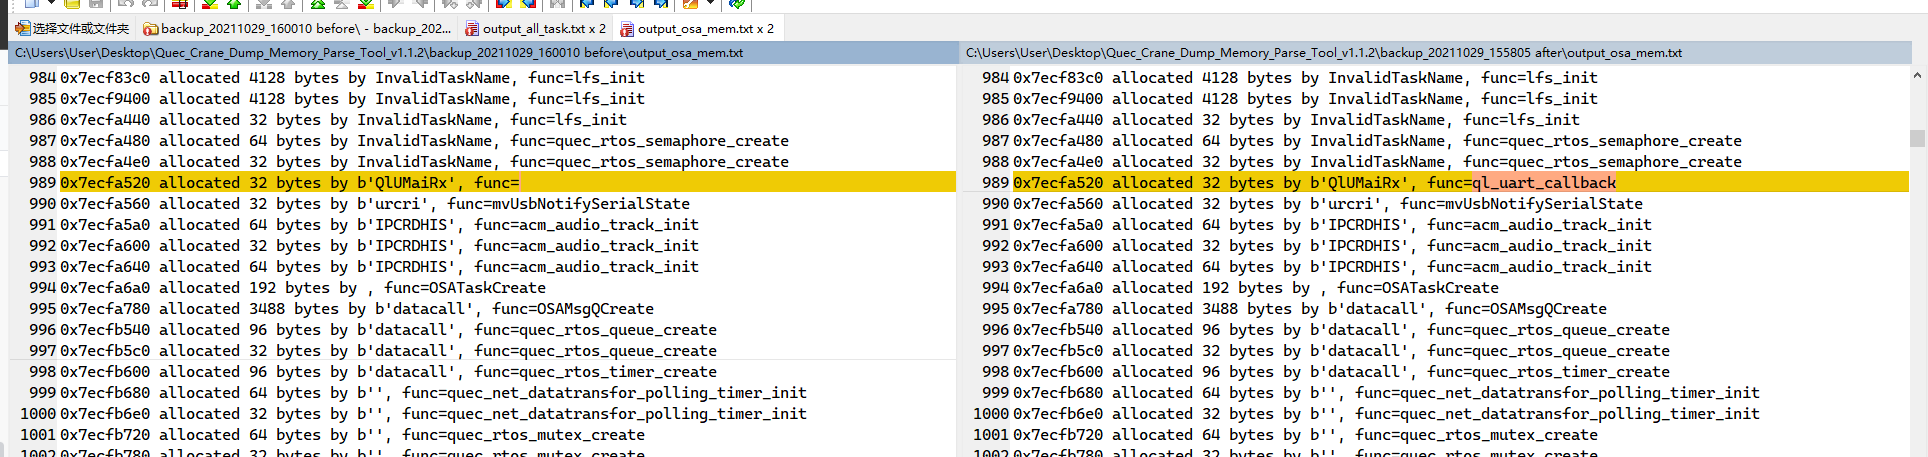 选择文件或文件夹 backup_20211029_160010 before\ - backup_202... output_all_task.txt x 2 output_osa_mem.txt x 2
C:\Users\User\Desktop\Quec_Crane_Dump_Memory_Parse_Tool_v1.1.2\backup_20211029_160010 before\output_osa_mem.txt
984 0x7ecf83c0 allocated 4128 bytes by InvalidTaskName, func=lfs_init
985 0x7ecf9400 allocated 4128 bytes by InvalidTaskName, func=lfs_init
986 0x7ecfa440 allocated 32 bytes by InvalidTaskName, func=lfs_init
987 0x7ecfa480 allocated 64 bytes by InvalidTaskName, func=quec_rtos_semaphore_create
988 0x7ecfa4e0 allocated 32 bytes by InvalidTaskName, func=quec_rtos_semaphore_create
989 0x7ecfa520 allocated 32 bytes by b'QlUMaiRx', func=
990 0x7ecfa560 allocated 32 bytes by b'urcri', func=mvUsbNotifySerialState
991 0x7ecfa5a0 allocated 64 bytes by b'IPCRDHIS', func=acm_audio_track_init
992 0x7ecfa600 allocated 32 bytes by b'IPCRDHIS', func=acm_audio_track_init
993 0x7ecfa640 allocated 64 bytes by b'IPCRDHIS', func=acm_audio_track_init
994 0x7ecfa6a0 allocated 192 bytes by , func=OSATaskCreate
995 0x7ecfa780 allocated 3488 bytes by b'datacall', func=OSAMsgQCreate
996 0x7ecfb540 allocated 96 bytes by b'datacall', func=quec_rtos_queue_create
997 0x7ecfb5c0 allocated 32 bytes by b'datacall', func=quec_rtos_queue_create
998 0x7ecfb600 allocated 96 bytes by b'datacall', func=quec_rtos_timer_create
999 0x7ecfb680 allocated 64 bytes by b'', func=quec_net_datatransfor_polling_timer_init
1000 0x7ecfb6e0 allocated 32 bytes by b'', func=quec_net_datatransfor_polling_timer_init
1001 0x7ecfb720 allocated 64 bytes by b'', func=quec_rtos_mutex_create
1002 0x7ecfb780 allocated 32 bytes by b'', func=quec_rtos_mutex_create
C:\Users\User\Desktop\Quec_Crane_Dump_Memory_Parse_Tool_v1.1.2\backup_20211029_155805 after\output_osa_mem.txt
984 0x7ecf83c0 allocated 4128 bytes by InvalidTaskName, func=lfs_init
985 0x7ecf9400 allocated 4128 bytes by InvalidTaskName, func=lfs_init
986 0x7ecfa440 allocated 32 bytes by InvalidTaskName, func=lfs_init
987 0x7ecfa480 allocated 64 bytes by InvalidTaskName, func=quec_rtos_semaphore_create
988 0x7ecfa4e0 allocated 32 bytes by InvalidTaskName, func=quec_rtos_semaphore_create
989 0x7ecfa520 allocated 32 bytes by b'QlUMaiRx', func=ql_uart_callback
990 0x7ecfa560 allocated 32 bytes by b'urcri', func=mvUsbNotifySerialState
991 0x7ecfa5a0 allocated 64 bytes by b'IPCRDHIS', func=acm_audio_track_init
992 0x7ecfa600 allocated 32 bytes by b'IPCRDHIS', func=acm_audio_track_init
993 0x7ecfa640 allocated 64 bytes by b'IPCRDHIS', func=acm_audio_track_init
994 0x7ecfa6a0 allocated 192 bytes by , func=OSATaskCreate
995 0x7ecfa780 allocated 3488 bytes by b'datacall', func=OSAMsgQCreate
996 0x7ecfb540 allocated 96 bytes by b'datacall', func=quec_rtos_queue_create
997 0x7ecfb5c0 allocated 32 bytes by b'datacall', func=quec_rtos_queue_create
998 0x7ecfb600 allocated 96 bytes by b'datacall', func=quec_rtos_timer_create
999 0x7ecfb680 allocated 64 bytes by b'', func=quec_net_datatransfor_polling_timer_init
1000 0x7ecfb6e0 allocated 32 bytes by b'', func=quec_net_datatransfor_polling_timer_init
1001 0x7ecfb720 allocated 64 bytes by b'', func=quec_rtos_mutex_create
1002 0x7ecfb780 allocated 32 bytes by b'', func=quec_rtos_mutex_create